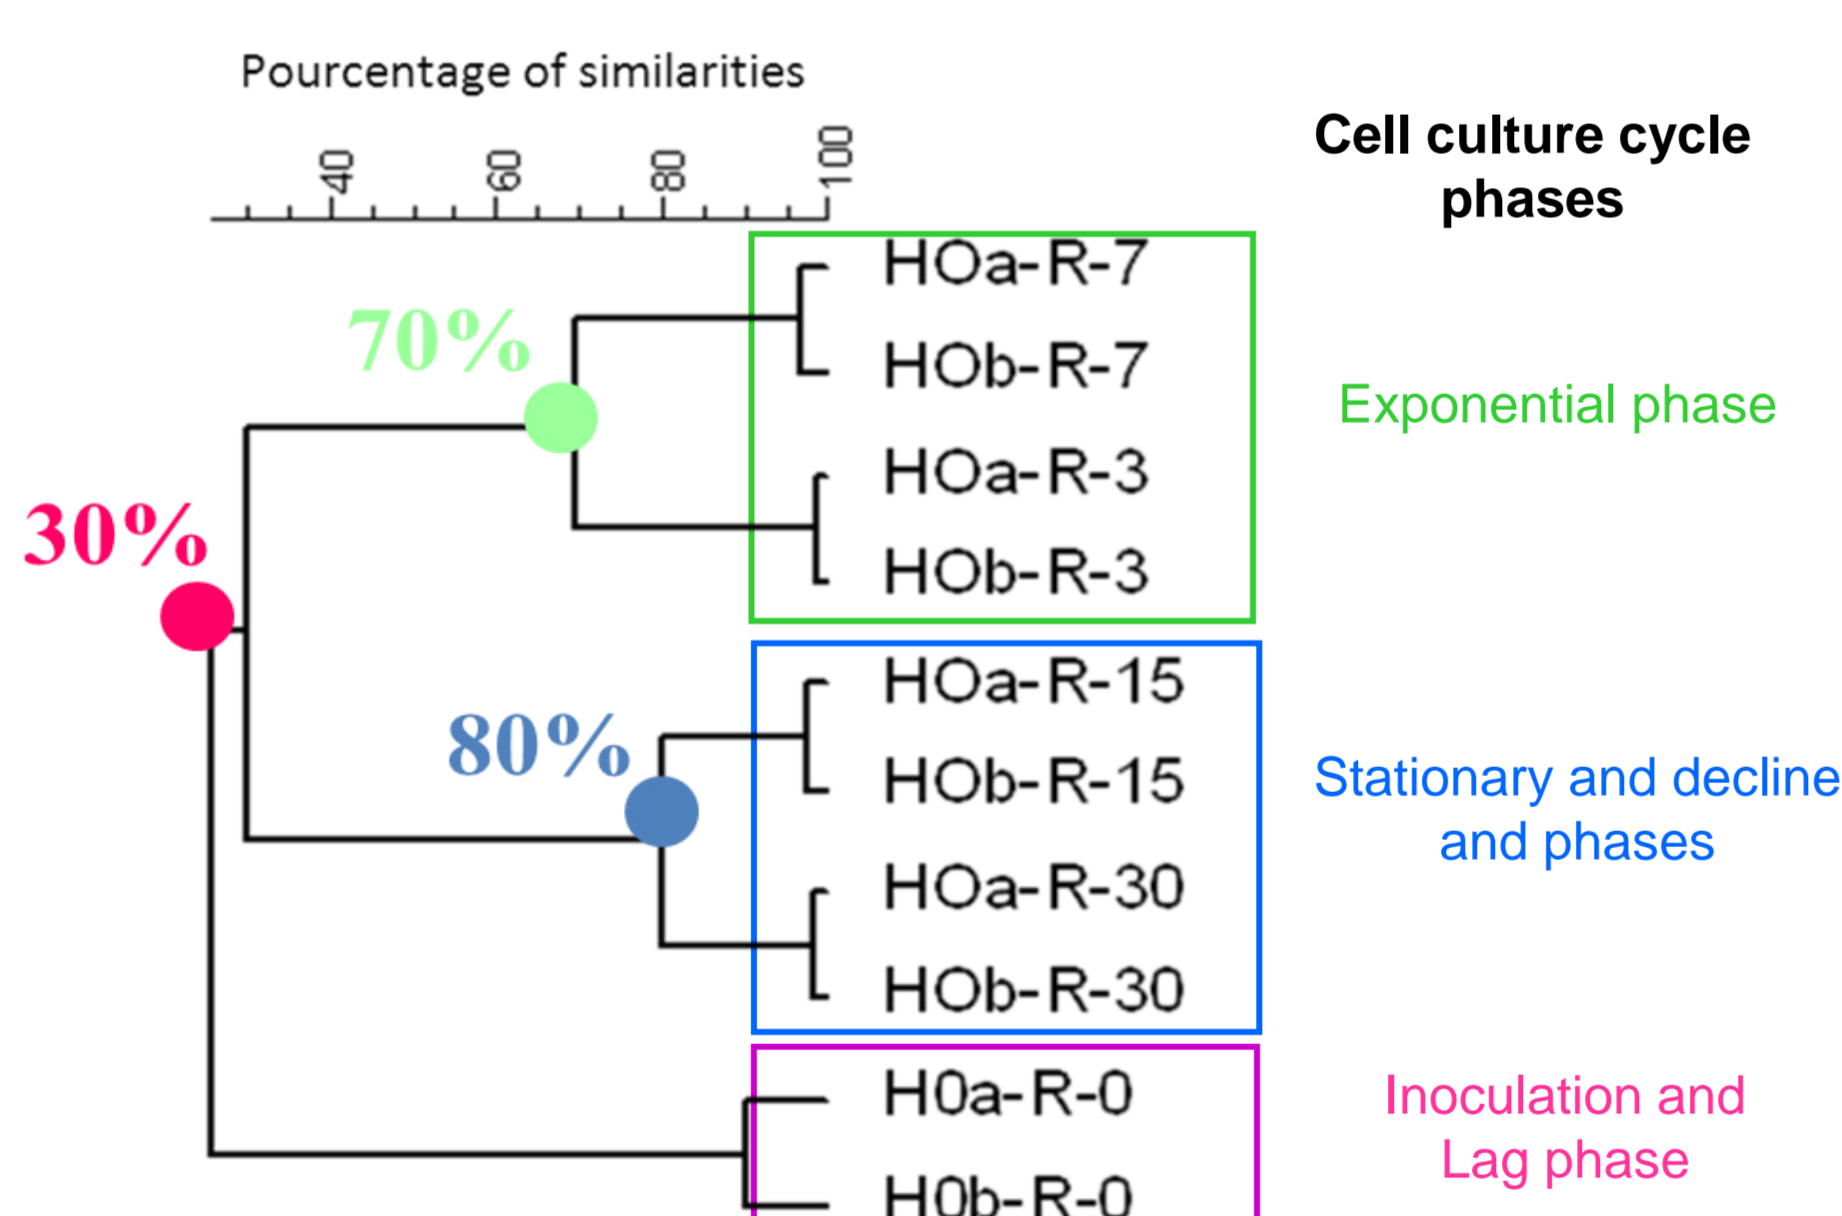 Pourcentage of similarities
40
60
80
100
Cell culture cycle
phases
HOa-R-7
70%
HOb-R-7
Exponential phase
HOa-R-3
30%
HOb-R-3
HOa-R-15
80%
HOb-R-15
Stationary and decline
and phases
HOa-R-30
HOb-R-30
H0a-R-0
Inoculation and
Lag phase
H0b-R-0